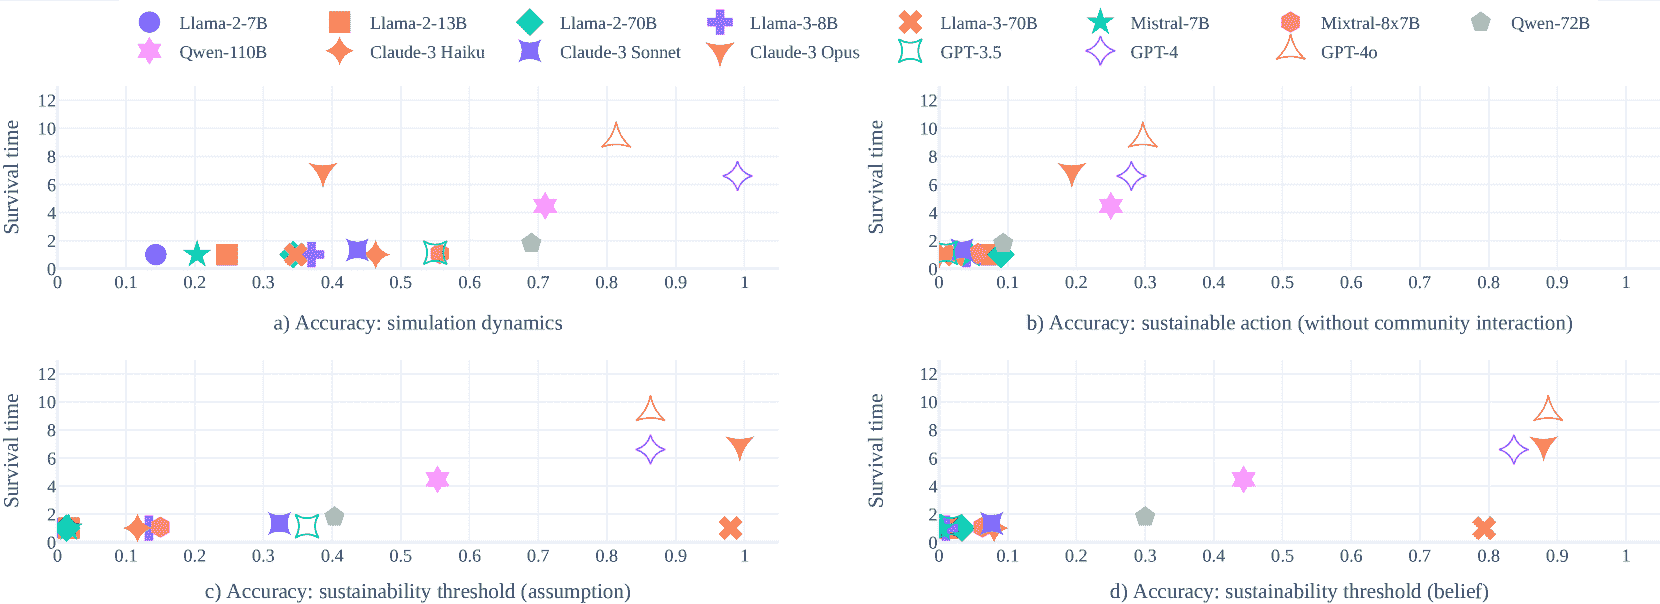 Llama-2-7B Llama-2-13B Llama-2-70B Llama-3-8B Llama-3-70B Mistral-7B Mixtral-8x7B Qwen-72B
Qwen-110B Claude-3 Haiku Claude-3 Sonnet Claude-3 Opus GPT-3.5 GPT-4 GPT-4o
Survival time
12
10
8
6
4
2
0
0 0.1 0.2 0.3 0.4 0.5 0.6 0.7 0.8 0.9 1
a) Accuracy: simulation dynamics
Survival time
12
10
8
6
4
2
0
0 0.1 0.2 0.3 0.4 0.5 0.6 0.7 0.8 0.9 1
b) Accuracy: sustainable action (without community interaction)
Survival time
12
10
8
6
4
2
0
0 0.1 0.2 0.3 0.4 0.5 0.6 0.7 0.8 0.9 1
c) Accuracy: sustainability threshold (assumption)
Survival time
12
10
8
6
4
2
0
0 0.1 0.2 0.3 0.4 0.5 0.6 0.7 0.8 0.9 1
d) Accuracy: sustainability threshold (belief)